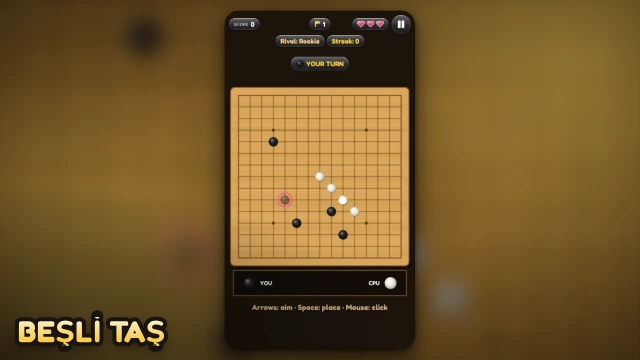 SCORE 0
1
Rival: Rookie
Streak: 0
YOUR TURN
YOU
CPU
Arrows: aim · Space: place · Mouse: click
BEŞLİ TAŞ